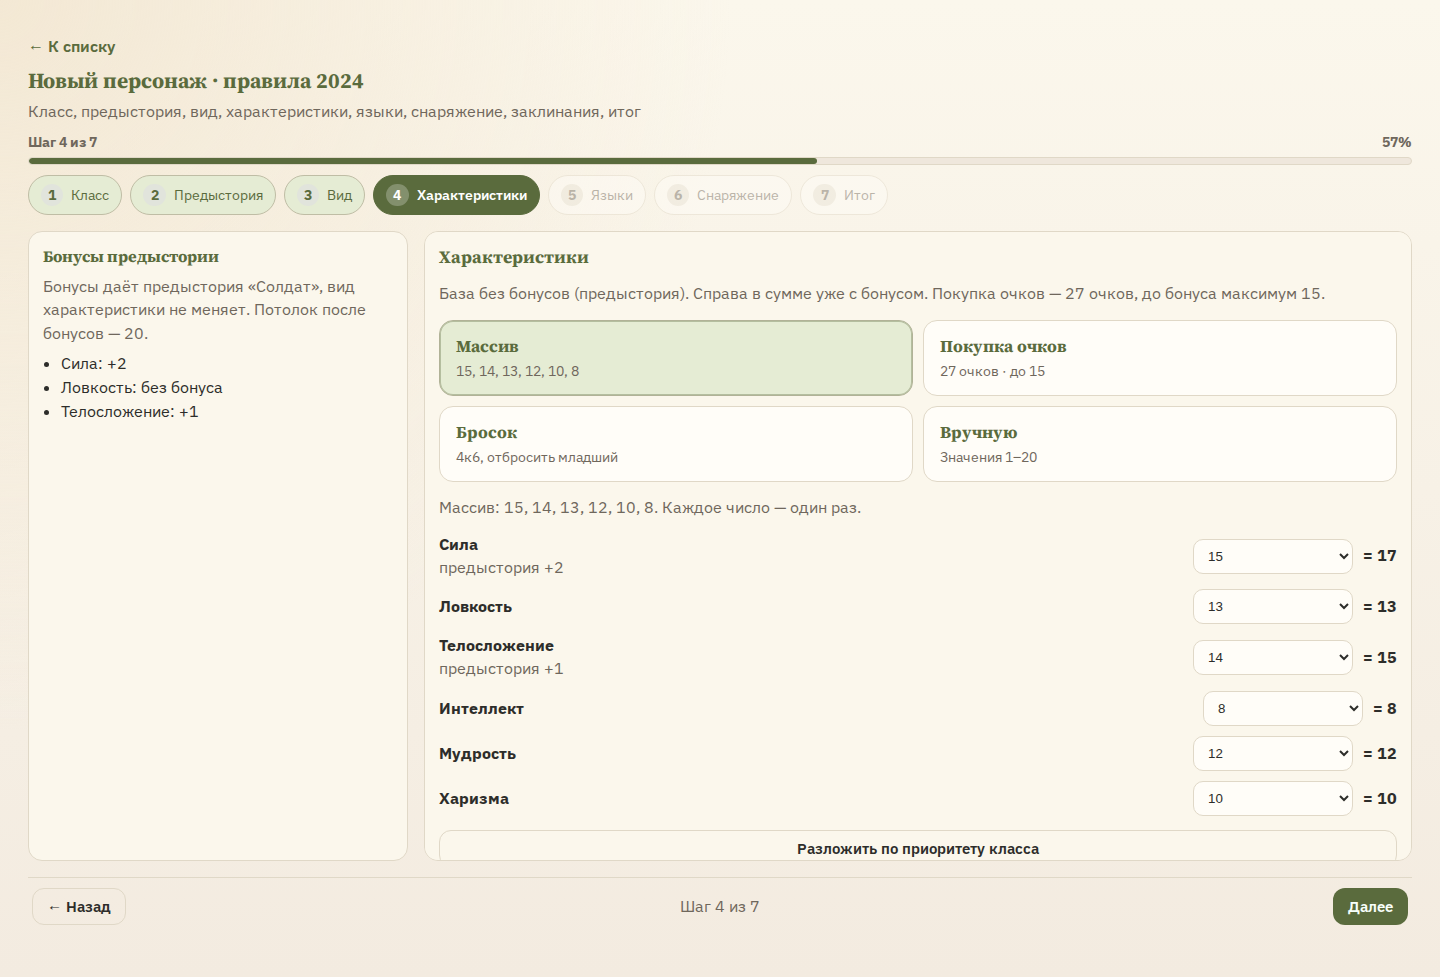 ← К списку
Новый персонаж · правила 2024
Класс, предыстория, вид, характеристики, языки, снаряжение, заклинания, итог
Шаг 4 из 7
57%
1 Класс
2 Предыстория
3 Вид
4 Характеристики
5 Языки
6 Снаряжение
7 Итог
Бонусы предыстории
Бонусы даёт предыстория «Солдат», вид
характеристики не меняет. Потолок после
бонусов — 20.
• Сила: +2
• Ловкость: без бонуса
• Телосложение: +1
Характеристики
База без бонусов (предыстория). Справа в сумме уже с бонусом. Покупка очков — 27 очков, до бонуса максимум 15.
Массив
15, 14, 13, 12, 10, 8
Покупка очков
27 очков · до 15
Бросок
4к6, отбросить младший
Вручную
Значения 1–20
Массив: 15, 14, 13, 12, 10, 8. Каждое число — один раз.
Сила
предыстория +2
15
= 17
Ловкость
13
= 13
Телосложение
предыстория +1
14
= 15
Интеллект
8
= 8
Мудрость
12
= 12
Харизма
10
= 10
Разложить по приоритету класса
← Назад
Шаг 4 из 7
Далее